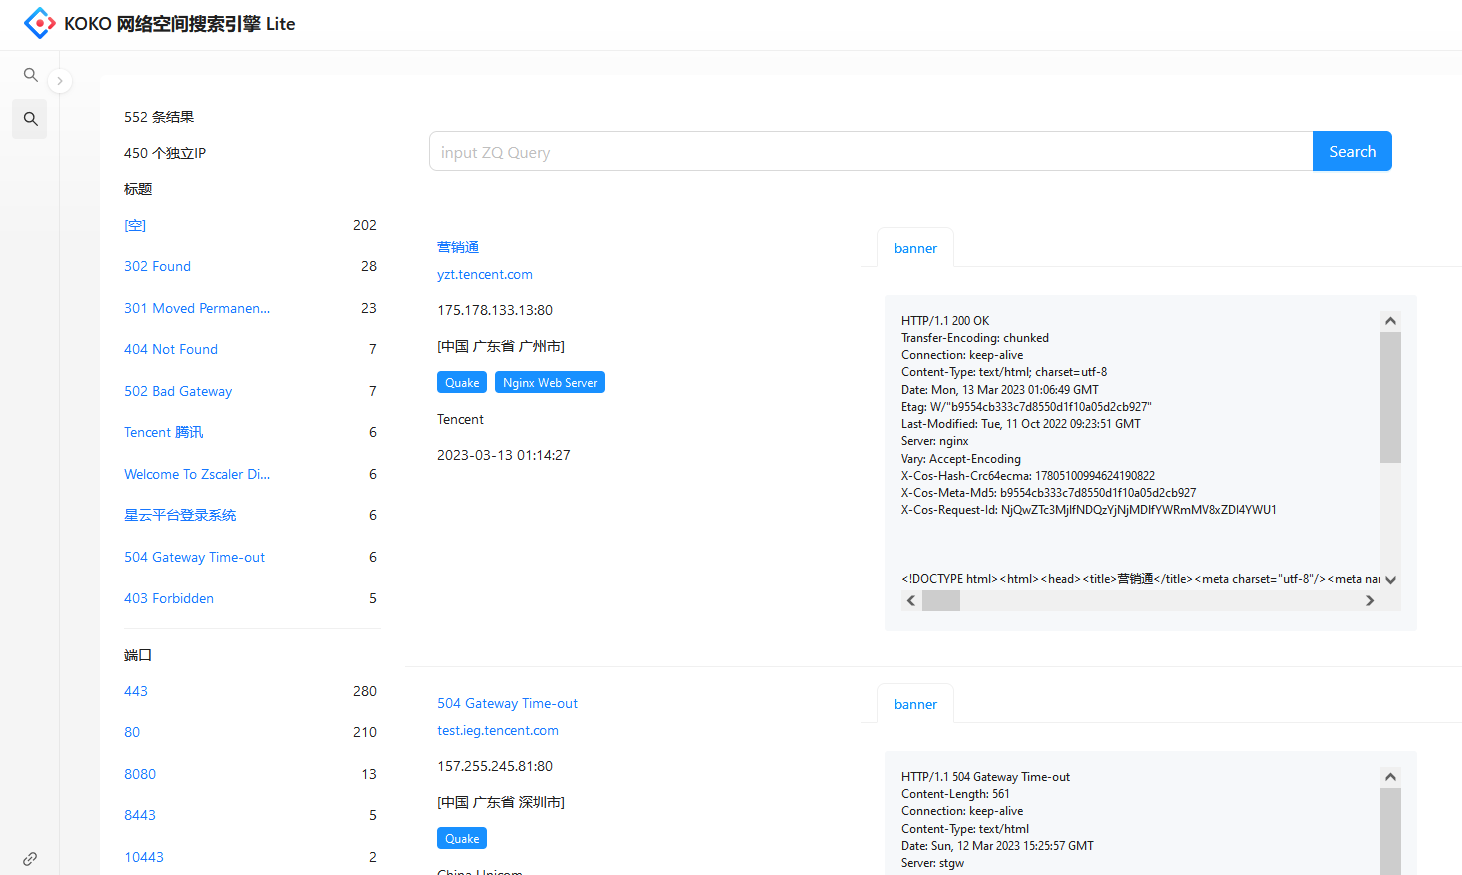 KOKO 网络空间搜索引擎 Lite
552 条结果
450 个独立IP
标题
[空] 202
302 Found 28
301 Moved Permanen... 23
404 Not Found 7
502 Bad Gateway 7
Tencent 腾讯 6
Welcome To Zscaler Di... 6
星云平台登录系统 6
504 Gateway Time-out 6
403 Forbidden 5
端口
443 280
80 210
8080 13
8443 5
10443 2
input ZQ Query
Search
营销通
yzt.tencent.com
175.178.133.13:80
[中国 广东省 广州市]
Quake Nginx Web Server
Tencent
2023-03-13 01:14:27
banner
HTTP/1.1 200 OK
Transfer-Encoding: chunked
Connection: keep-alive
Content-Type: text/html; charset=utf-8
Date: Mon, 13 Mar 2023 01:06:49 GMT
Etag: W/"b9554cb333c7d8550d1f10a05d2cb927"
Last-Modified: Tue, 11 Oct 2022 09:23:51 GMT
Server: nginx
Vary: Accept-Encoding
X-Cos-Hash-Crc64ecma: 17805100994624190822
X-Cos-Meta-Md5: b9554cb333c7d8550d1f10a05d2cb927
X-Cos-Request-Id: NjQwZTc3MjlfNDQzYjNjMDlfYWRmMV8xZDI4YWU1
<!DOCTYPE html><html><head><title>营销通</title><meta charset="utf-8"/><meta nar
504 Gateway Time-out
test.ieg.tencent.com
157.255.245.81:80
[中国 广东省 深圳市]
Quake
China Unicom
banner
HTTP/1.1 504 Gateway Time-out
Content-Length: 561
Connection: keep-alive
Content-Type: text/html
Date: Sun, 12 Mar 2023 15:25:57 GMT
Server: stgw